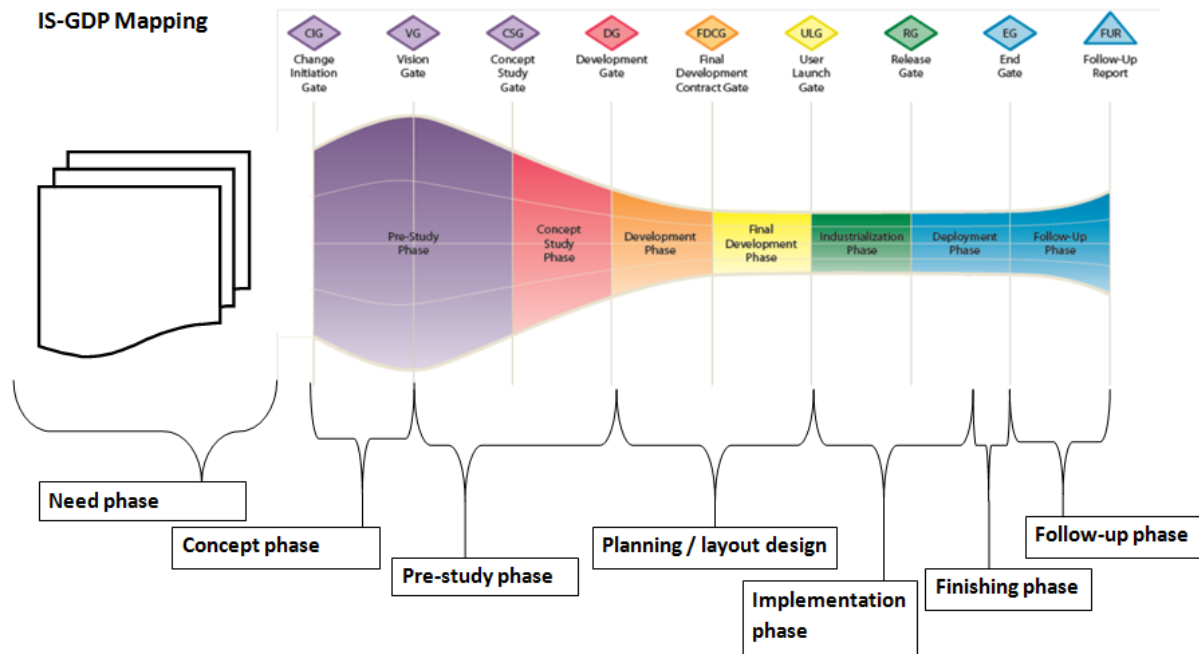 IS-GDP Mapping
CIG
VG
CSG
DG
FDCG
ULG
RG
EG
FUR
Change
Initiation
Gate
Vision
Gate
Concept
Study
Gate
Development
Gate
Final
Development
Contract Gate
User
Launch
Gate
Release
Gate
End
Gate
Follow-Up
Report
Pre-Study
Phase
Concept
Study
Phase
Development
Phase
Final
Development
Phase
Industrialization
Phase
Deployment
Phase
Follow-Up
Phase
Need phase
Concept phase
Pre-study phase
Planning / layout design
Implementation
phase
Finishing phase
Follow-up phase